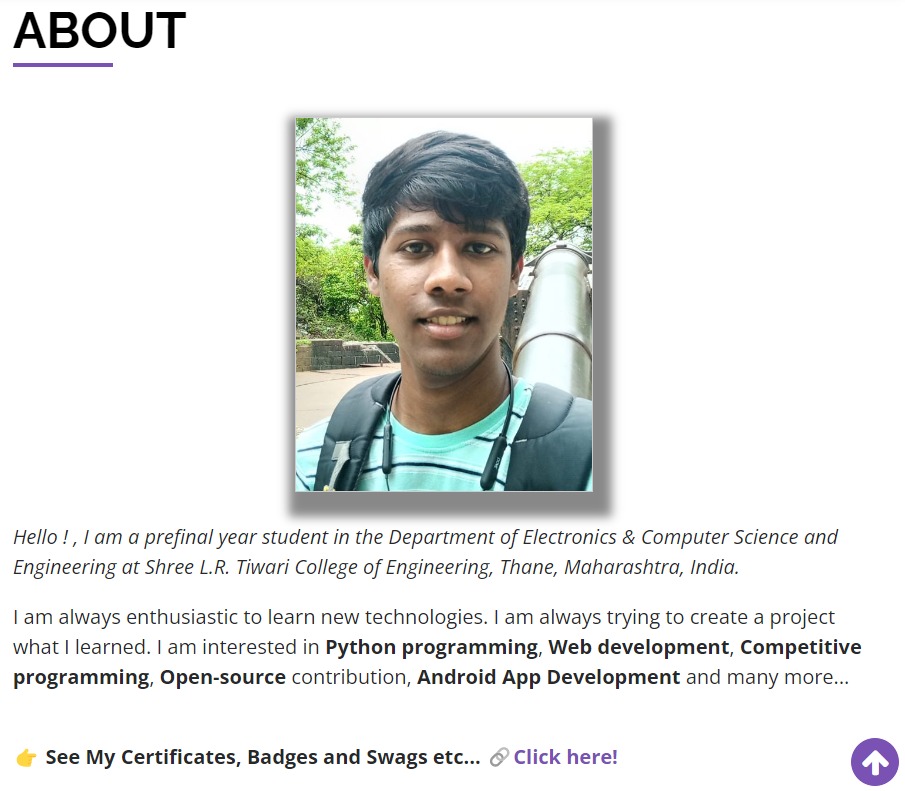 ABOUT
Hello ! , I am a prefinal year student in the Department of Electronics & Computer Science and
Engineering at Shree L.R. Tiwari College of Engineering, Thane, Maharashtra, India.
I am always enthusiastic to learn new technologies. I am always trying to create a project
what I learned. I am interested in Python programming, Web development, Competitive
programming, Open-source contribution, Android App Development and many more...
👉 See My Certificates, Badges and Swags etc... 🔗 Click here!